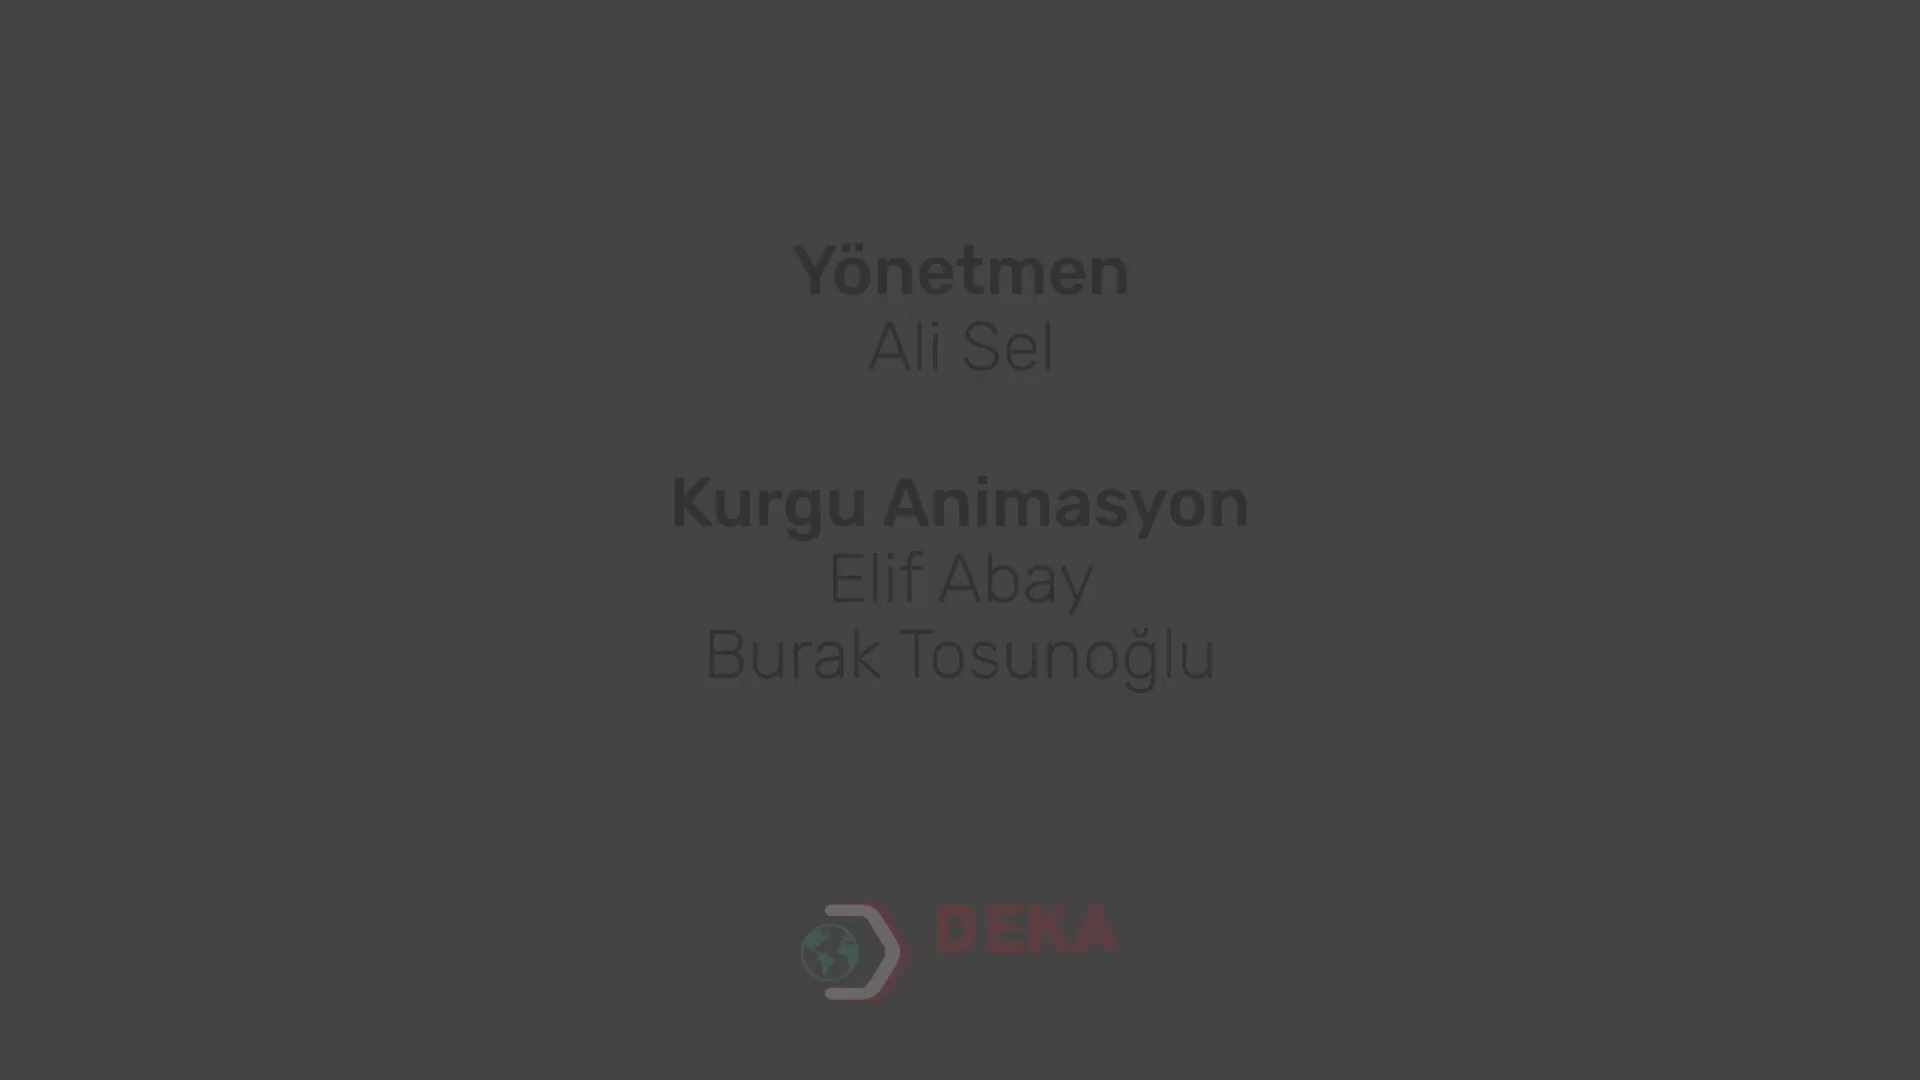 Yönetmen
Ali Sel
Kurgu Animasyon
Elif Abay
Burak Tosunoğlu
DEKA